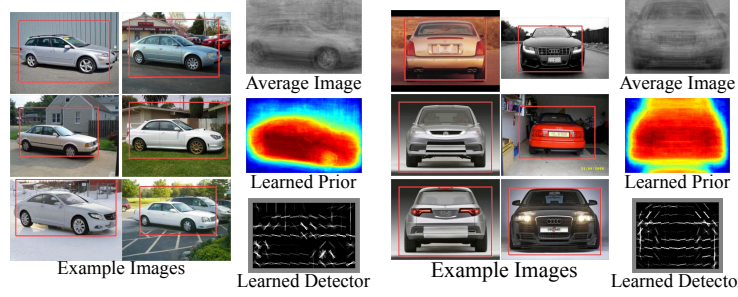 Average Image
Learned Prior
Example Images
Learned Detector
Average Image
Learned Prior
Example Images
Learned Detecto